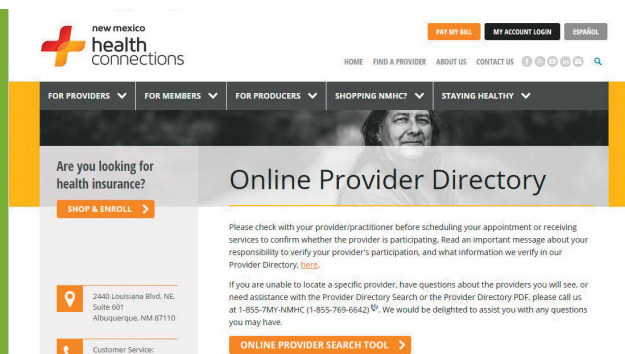 new mexico
health
connections
PAY MY BILL
MY ACCOUNT LOGIN
ESPAÑOL
HOME
FIND A PROVIDER
ABOUT US
CONTACT US
FOR PROVIDERS
FOR MEMBERS
FOR PRODUCERS
SHOPPING NMHC?
STAYING HEALTHY
Are you looking for
health insurance?
SHOP & ENROLL
2440 Louisiana Blvd. NE,
Suite 601
Albuquerque, NM 87110
Customer Service:
Online Provider Directory
Please check with your provider/practitioner before scheduling your appointment or receiving
services to confirm whether the provider is participating. Read an important message about your
responsibility to verify your provider's participation, and what information we verify in our
Provider Directory, here.
If you are unable to locate a specific provider, have questions about the providers you will see, or
need assistance with the Provider Directory Search or the Provider Directory PDF, please call us
at 1-855-7MY-NMHC (1-855-769-6642). We would be delighted to assist you with any questions
you may have.
ONLINE PROVIDER SEARCH TOOL